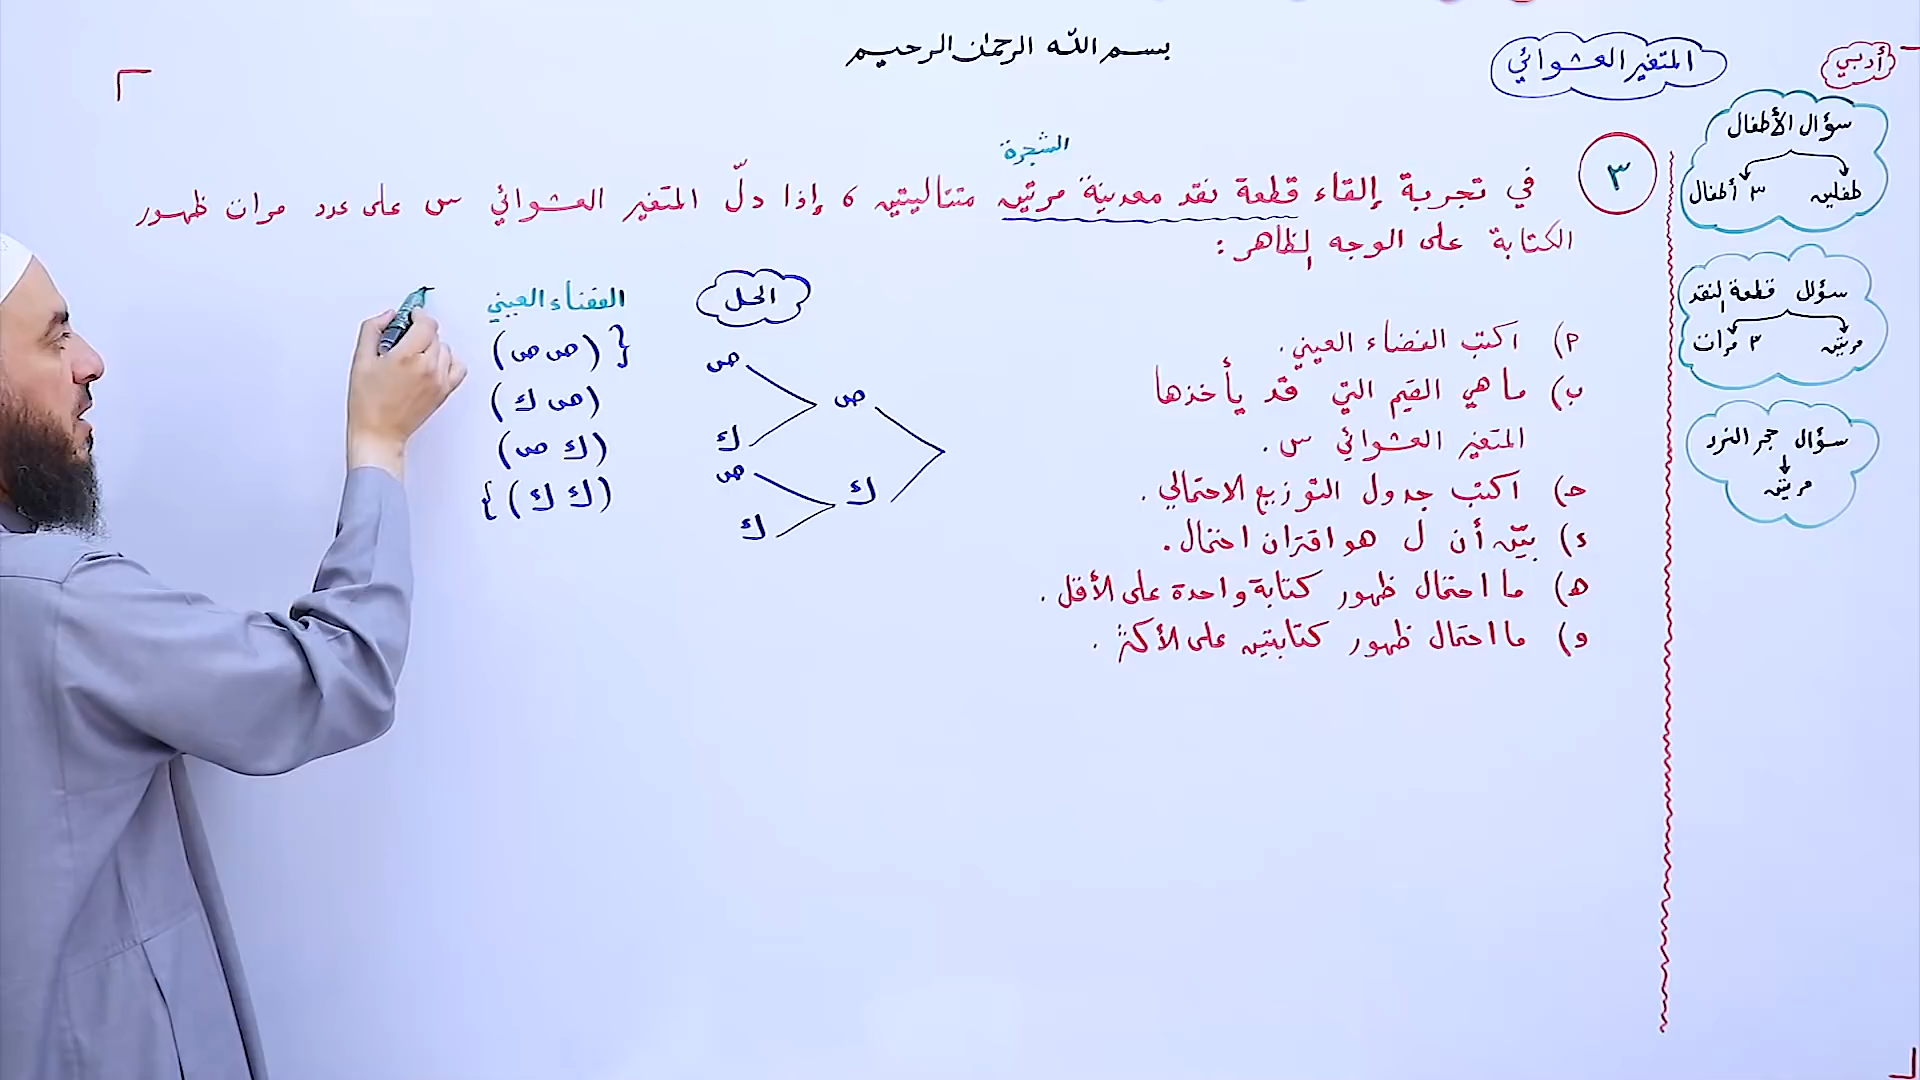 بسم الله الرحمان الرحيم
أدبي
المتغير العشوائي
سؤال الأطفال
طفلين ٣ أطفال
سؤال قطعة النقد
مرتين ٣ مرات
سؤال حجر النرد
مرتين
٣
الشجرة
في تجربة إلقاء قطعة نقد معدنية مرتين متتاليتين ، إذا دلّ المتغير العشوائي س على عدد مرات ظهور
الكتابة على الوجه الظاهر :
م) اكتب الفضاء العيني .
ب) ما هي القيم التي قد يأخذها
المتغير العشوائي س .
حـ) اكتب جدول التوزيع الاحتمالي .
ء) بيّن أن ل هو اقتران احتمال .
هـ) ما احتمال ظهور كتابة واحدة على الأقل .
و) ما احتمال ظهور كتابتين على الأكثر .
الحل
ص ص
ك
ص ك
ك
الفضاء العيني
{ (ص ص)
(ص ك)
(ك ص)
(ك ك) }